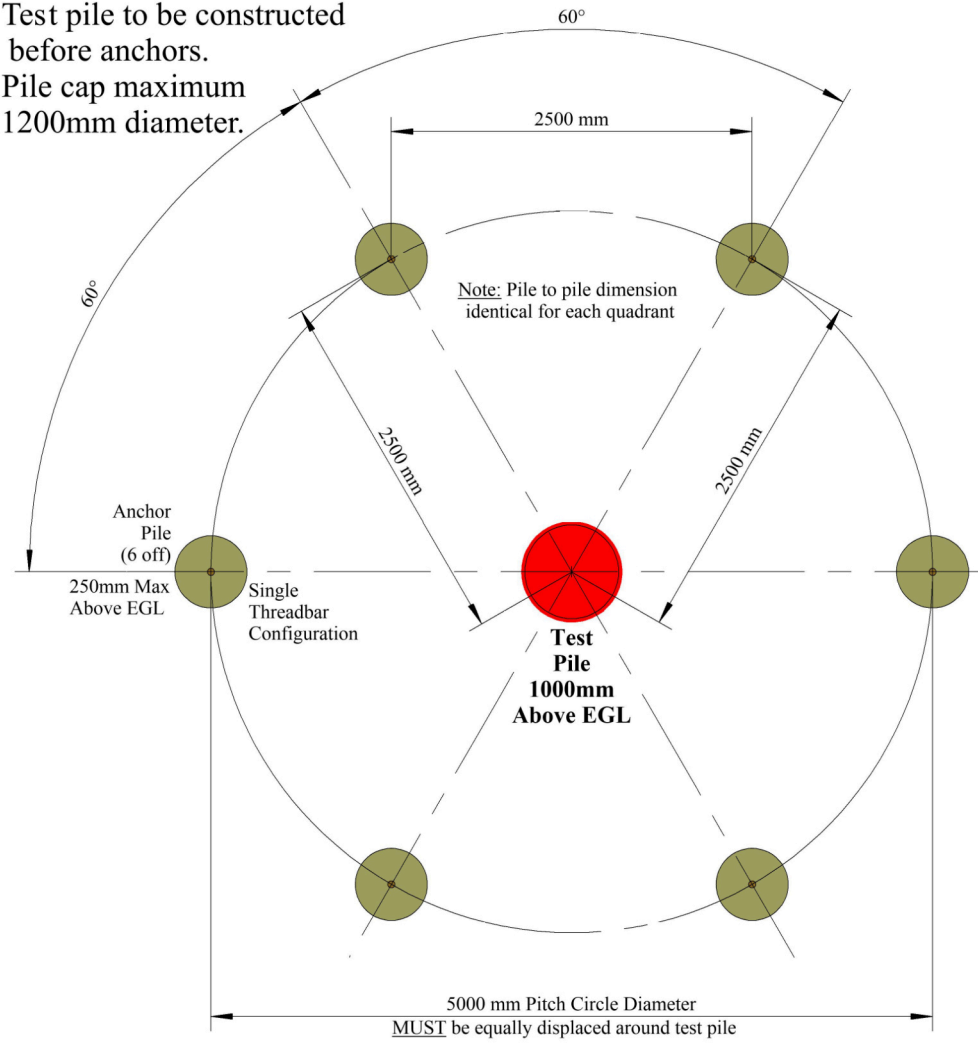 Test pile to be constructed
before anchors.
Pile cap maximum
1200mm diameter.
60°
2500 mm
60°
Note: Pile to pile dimension
identical for each quadrant
2500 mm
2500 mm
Anchor
Pile
(6 off)
250mm Max
Above EGL
Single
Threadbar
Configuration
Test
Pile
1000mm
Above EGL
5000 mm Pitch Circle Diameter
MUST be equally displaced around test pile